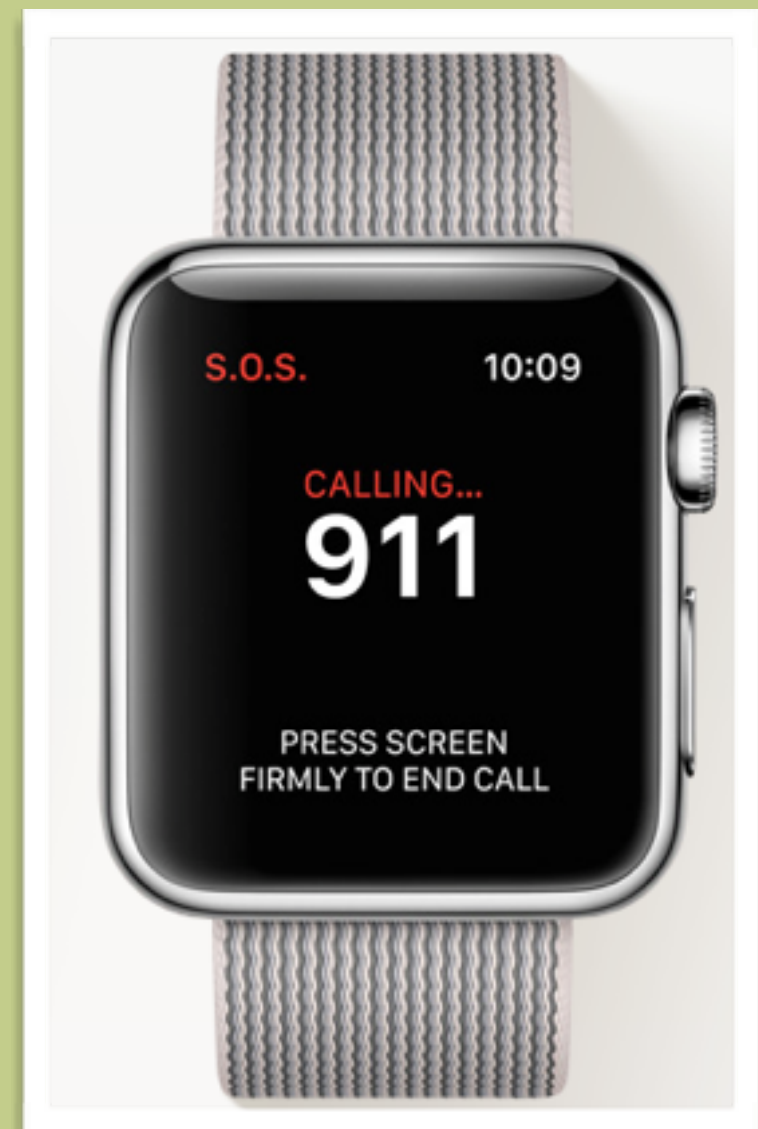 S.O.S. 10:09
CALLING...
911
PRESS SCREEN
FIRMLY TO END CALL